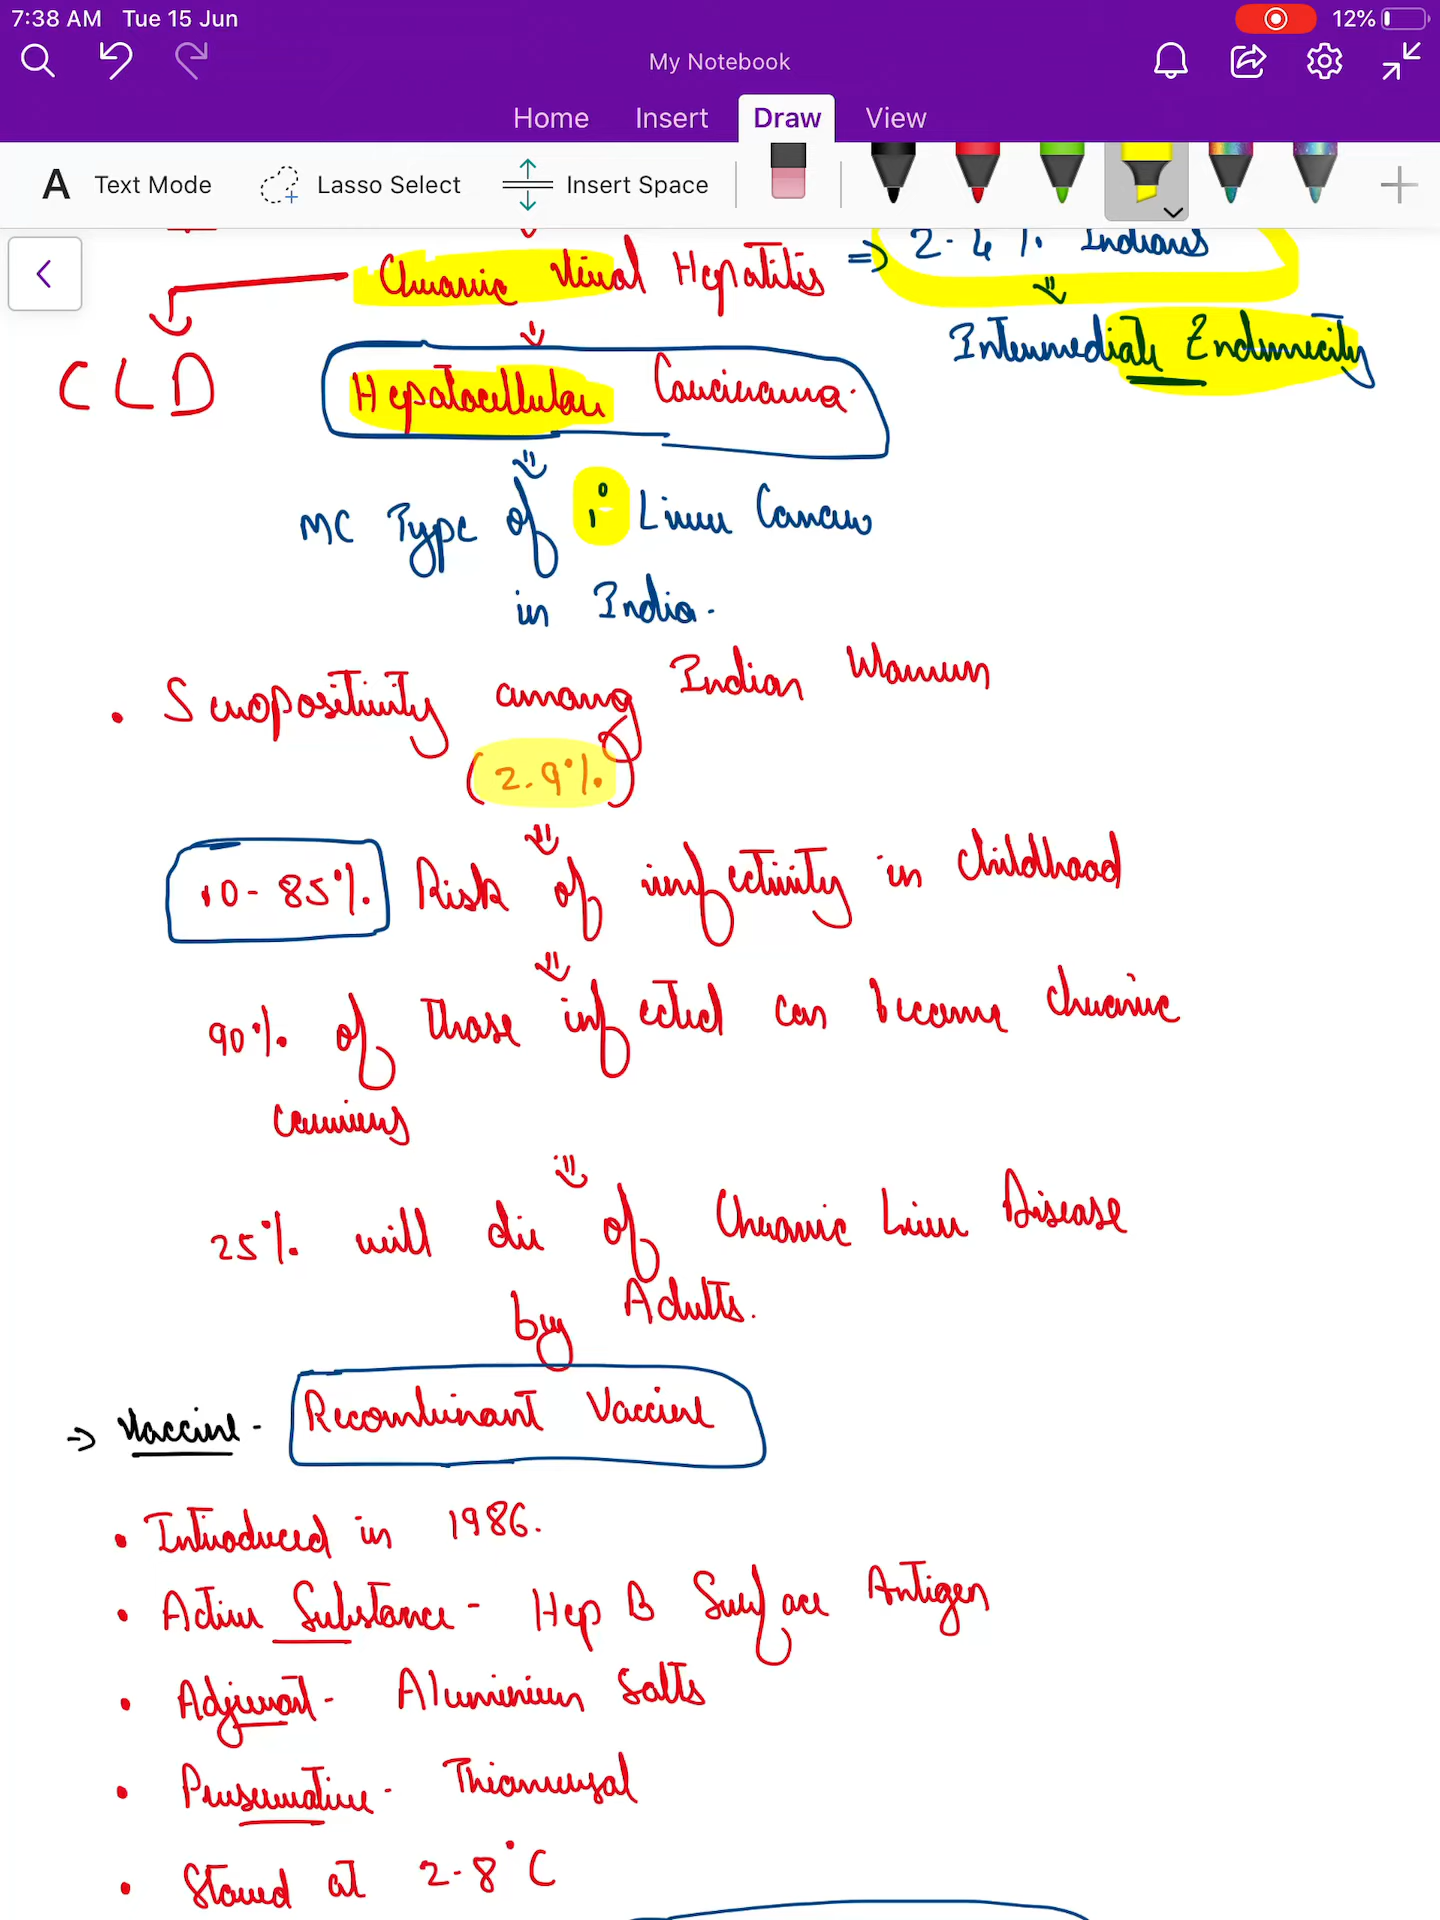 7:38 AM Tue 15 Jun 12%
My Notebook
Home Insert Draw View
A Text Mode Lasso Select Insert Space
Chronic Viral Hepatitis => 2-4% Indians
Intermediate Endemicity
CLD
Hepatocellular Carcinoma.
MC Type of 1° Liver Cancer
in India.
• Seropositivity among Indian Women
(2.9%)
10-85% Risk of infectivity in childhood
90% of those infected can become chronic
carriers
25% will die of Chronic Liver Disease
by Adults.
=> Vaccine - Recombinant Vaccine
• Introduced in 1986.
• Active Substance - Hep B Surface Antigen
• Adjuvant - Aluminium Salts
• Preservative - Thiomersal
• Stored at 2-8°C